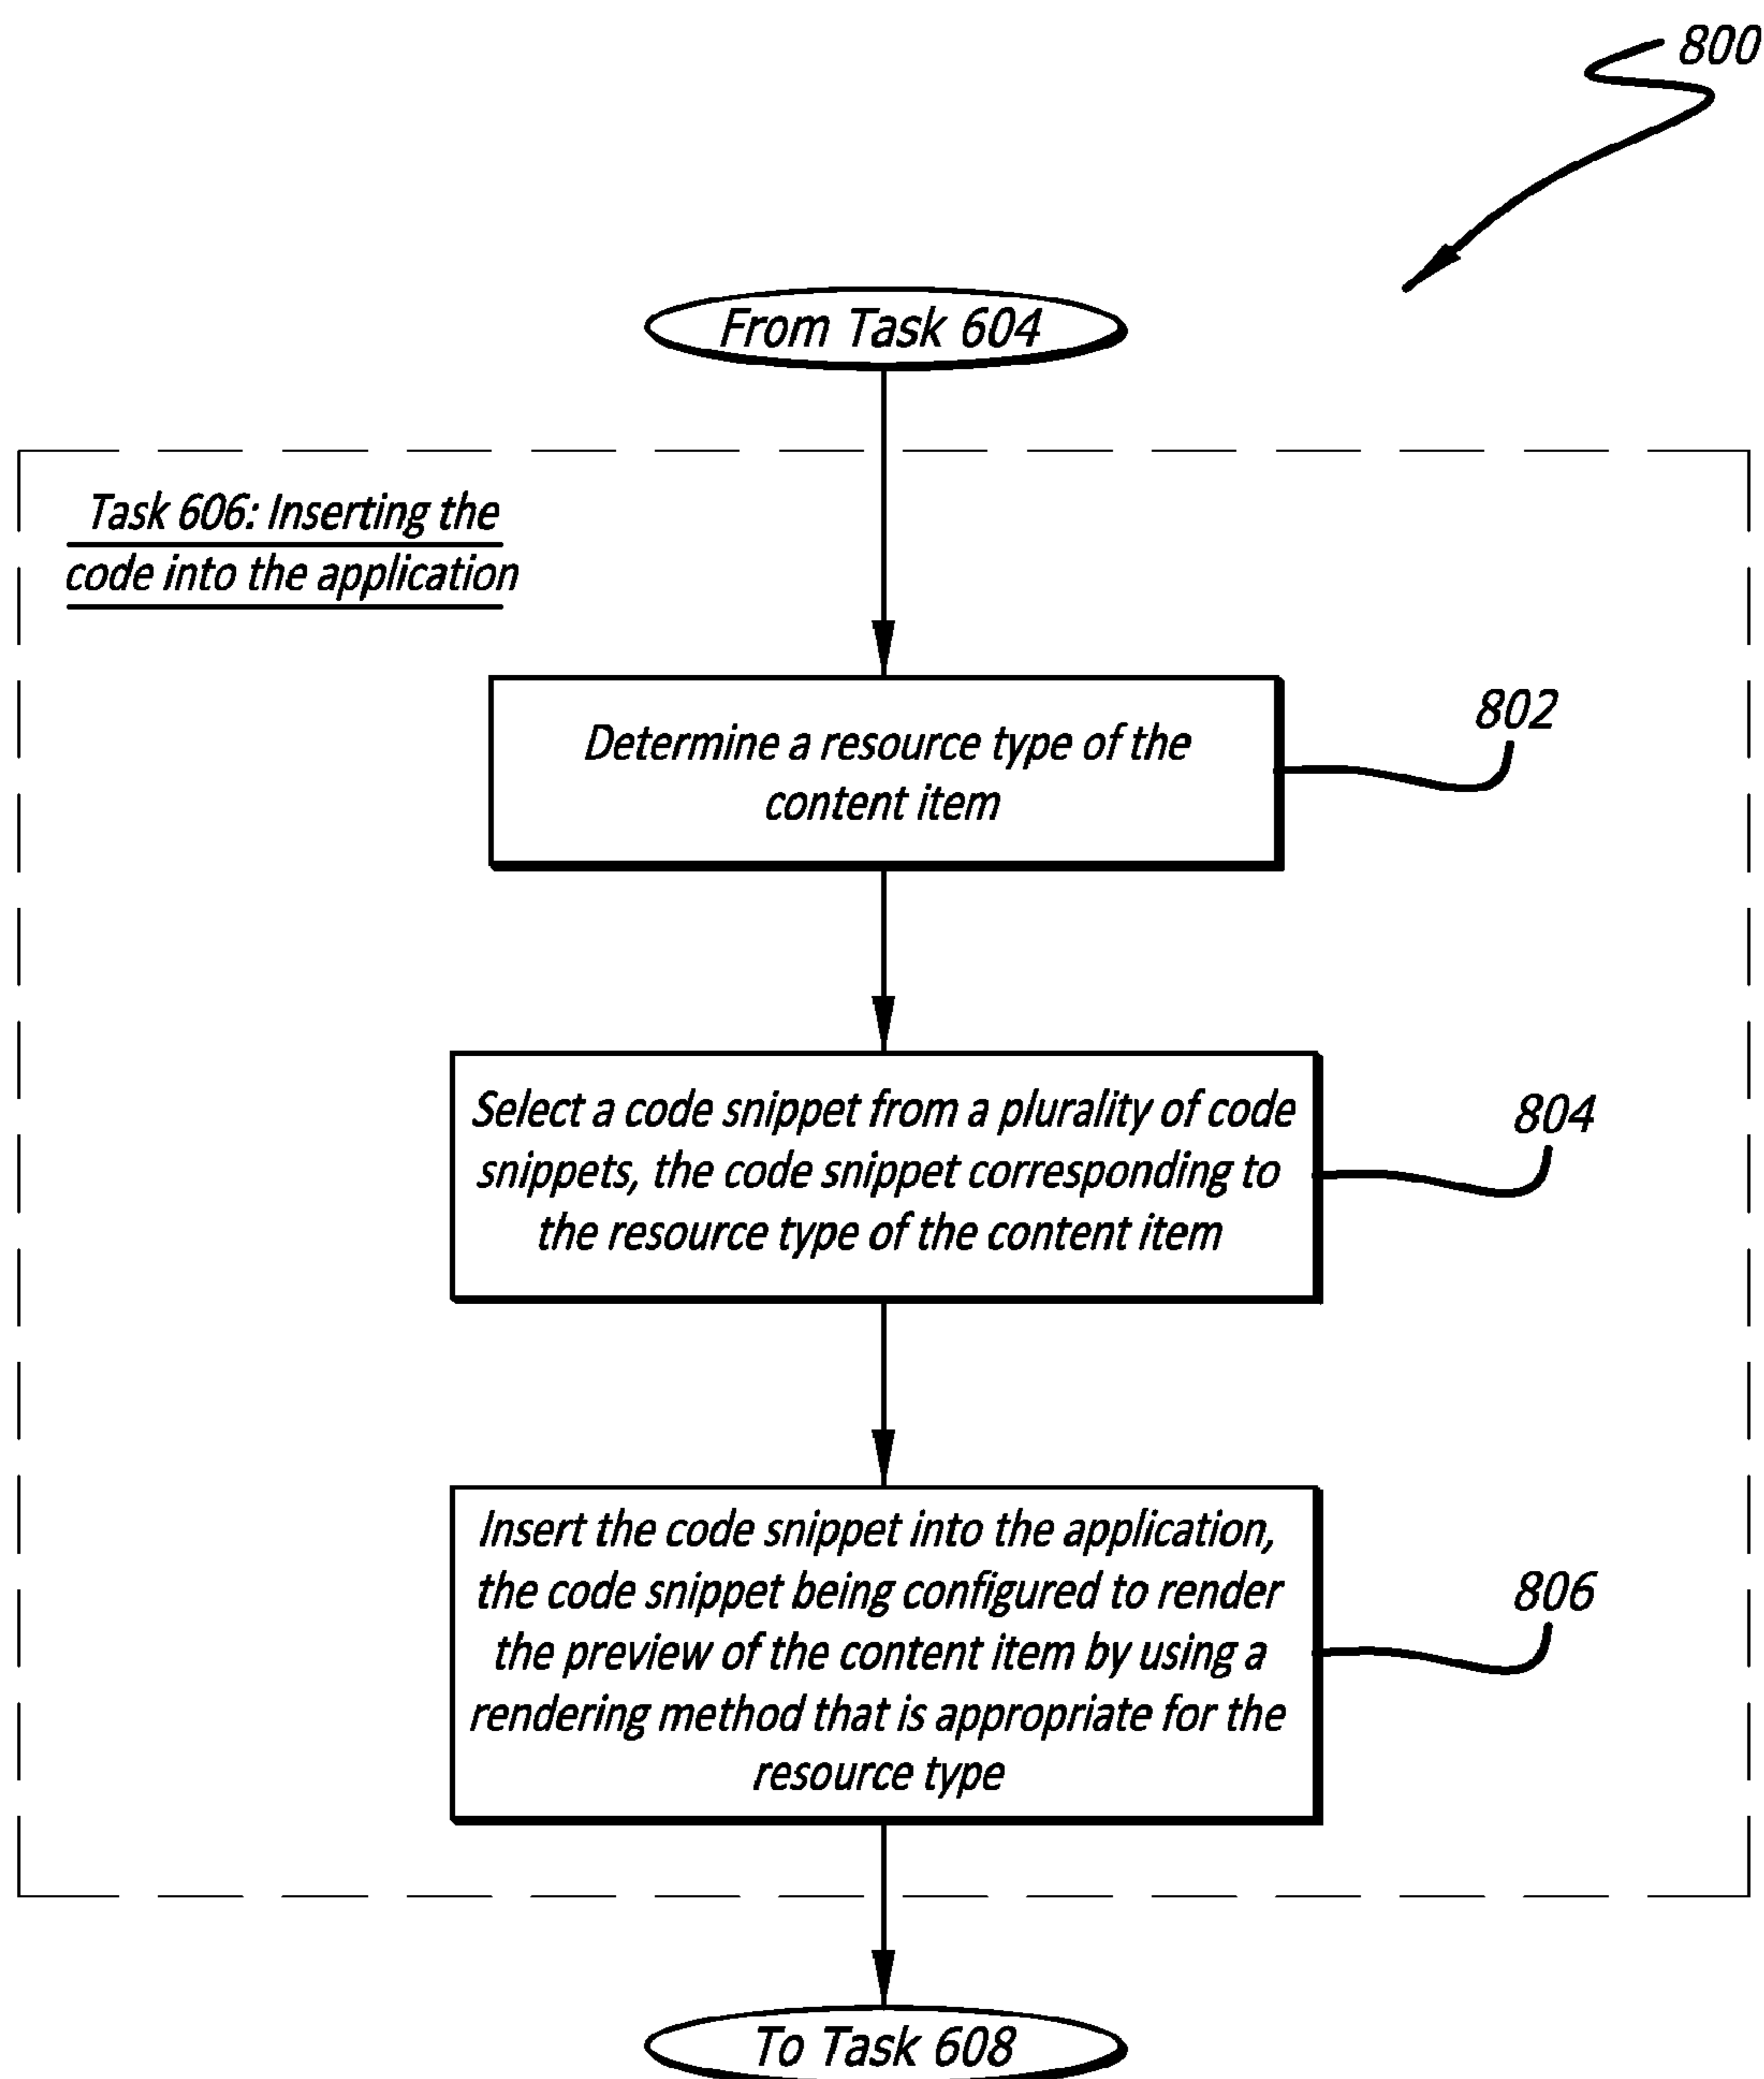 800
From Task 604
Task 606: Inserting the
code into the application
Determine a resource type of the
content item
802
Select a code snippet from a plurality of code
snippets, the code snippet corresponding to
the resource type of the content item
804
Insert the code snippet into the application,
the code snippet being configured to render
the preview of the content item by using a
rendering method that is appropriate for the
resource type
806
To Task 608